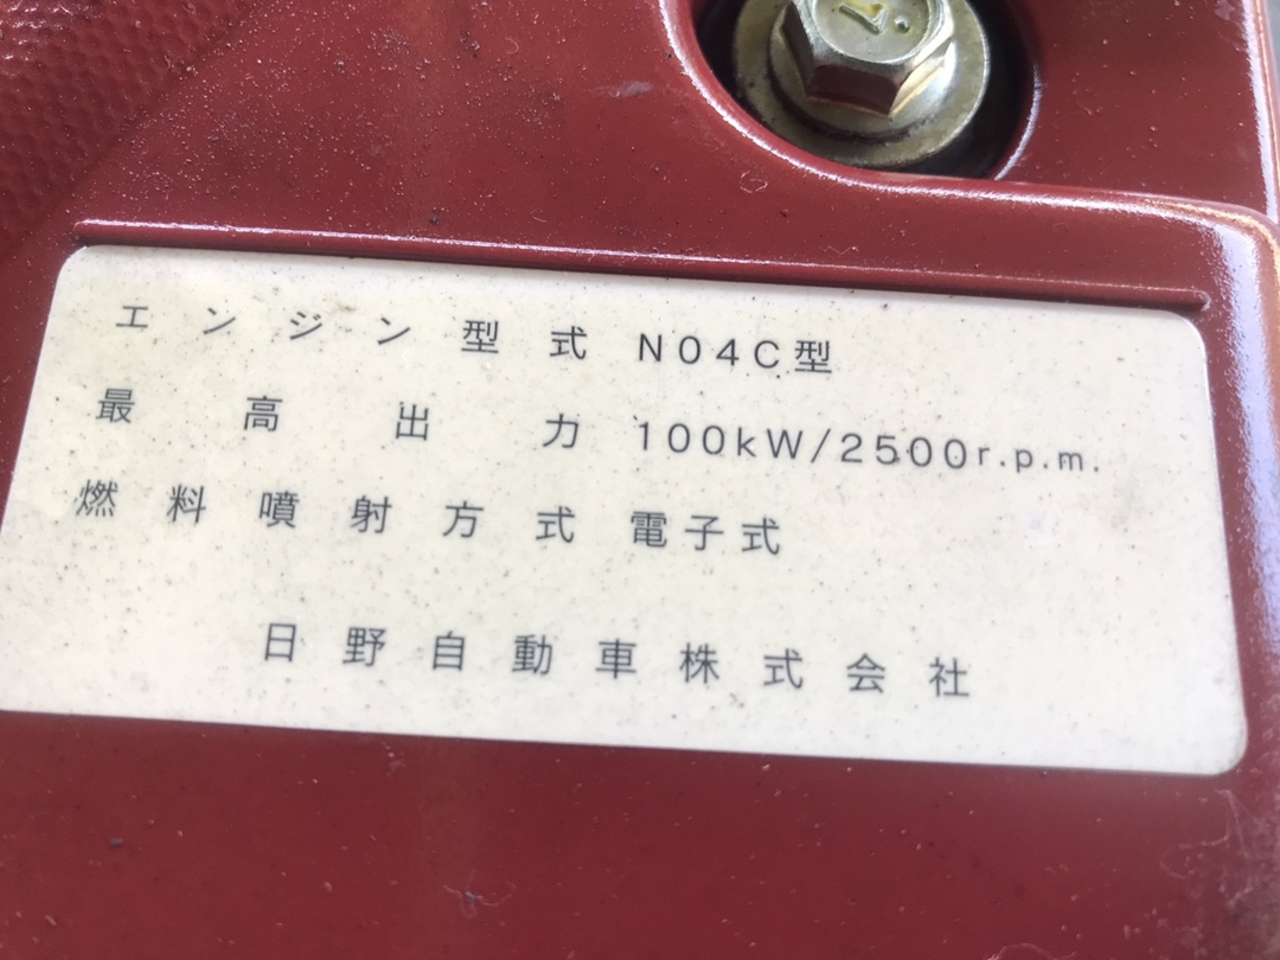 エンジン型式 N04C型
最高出力 100kW/2500r.p.m.
燃料噴射方式 電子式
日野自動車株式会社